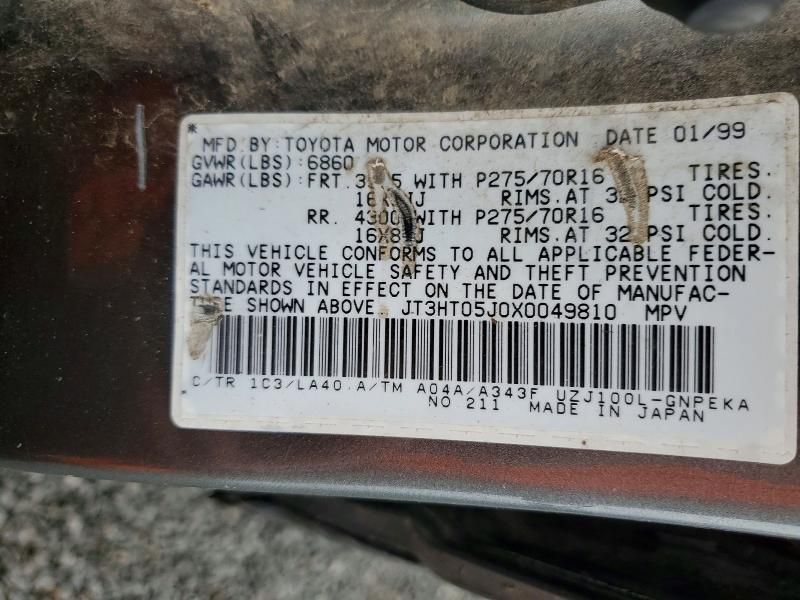 * MFD.BY:TOYOTA MOTOR CORPORATION DATE 01/99
GVWR(LBS):6860
GAWR(LBS):FRT. WITH P275/70R16 TIRES.
RIMS.AT PSI COLD.
RR. 4300 WITH P275/70R16 TIRES.
RIMS.AT 32 PSI COLD.
THIS VEHICLE CONFORMS TO ALL APPLICABLE FEDER-
AL MOTOR VEHICLE SAFETY AND THEFT PREVENTION
STANDARDS IN EFFECT ON THE DATE OF MANUFAC-
TURE SHOWN ABOVE. JT3HT05J0X0049810 MPV
C/TR 1C3/LA40 A/TM A04A/A343F UZJ100L-GNPEKA
NO 211 MADE IN JAPAN
*